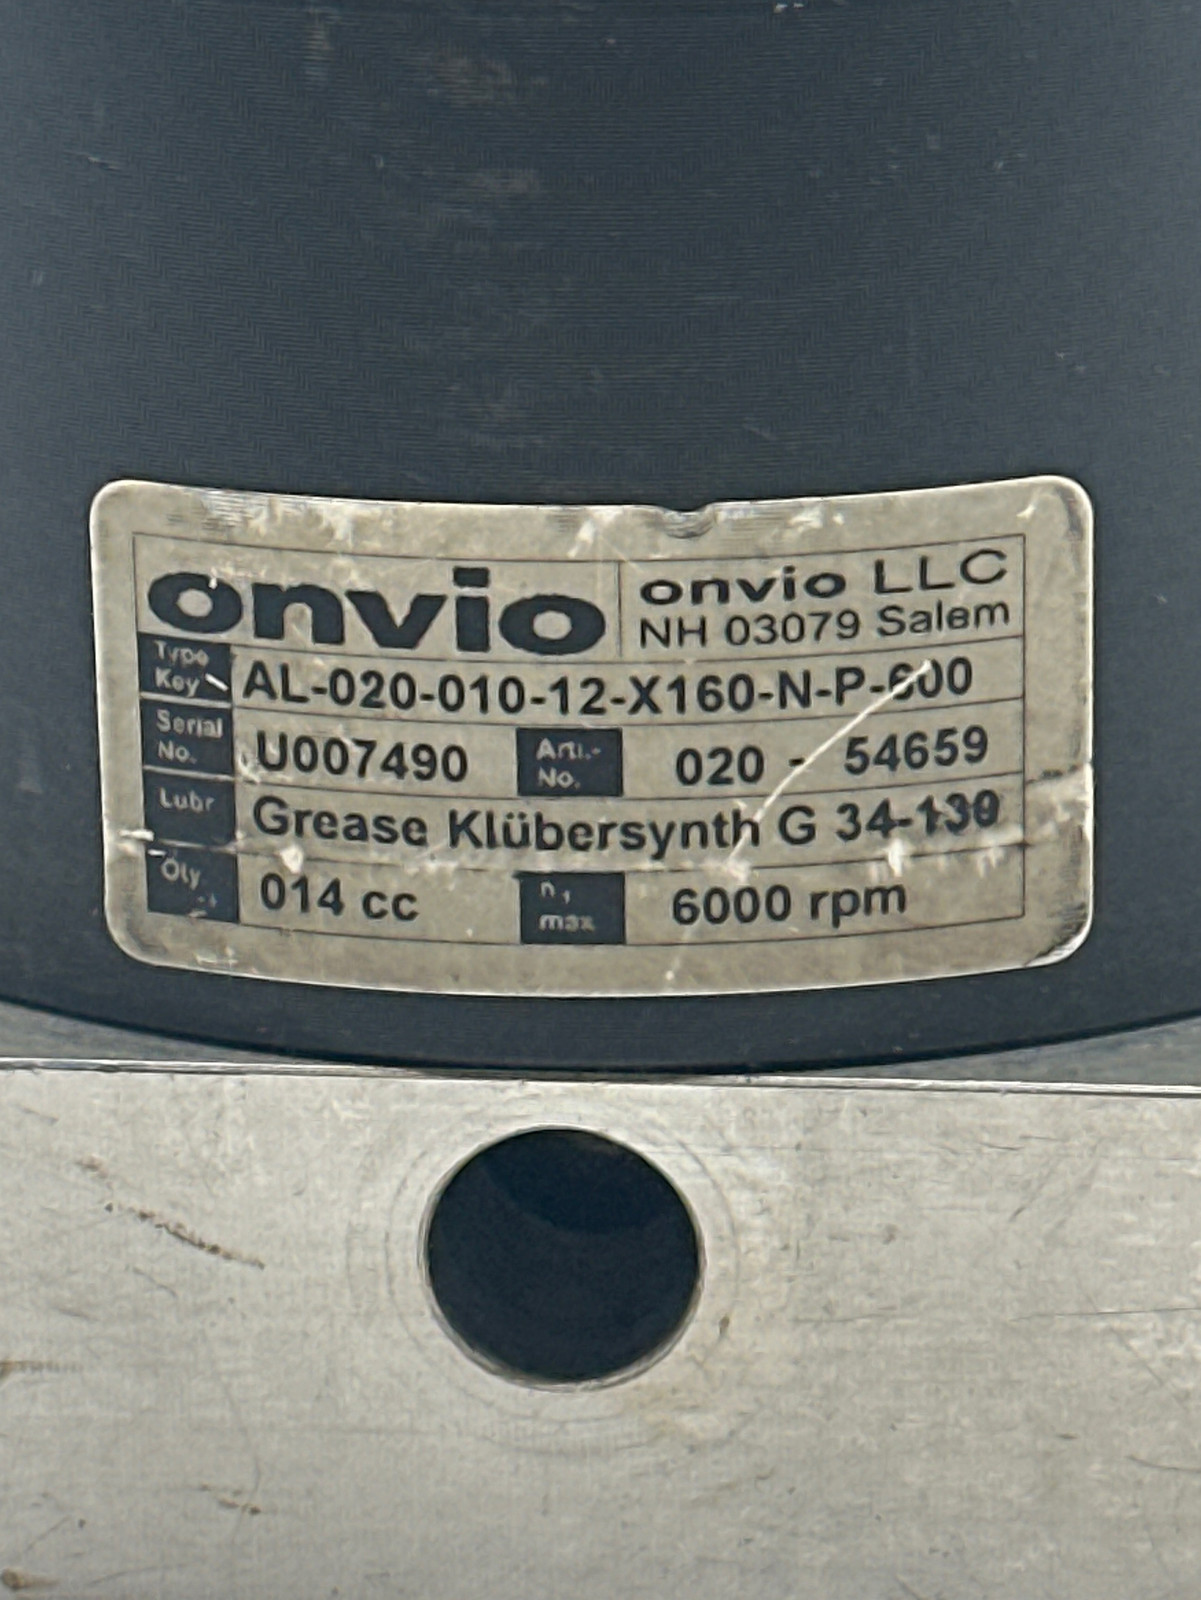 onvio
onvio LLC
NH 03079 Salem
Type Key AL-020-010-12-X160-N-P-600
Serial No. U007490 Arti.-No. 020 - 54659
Lubr Grease Klübersynth G 34-130
Qty 014 cc n1 max 6000 rpm